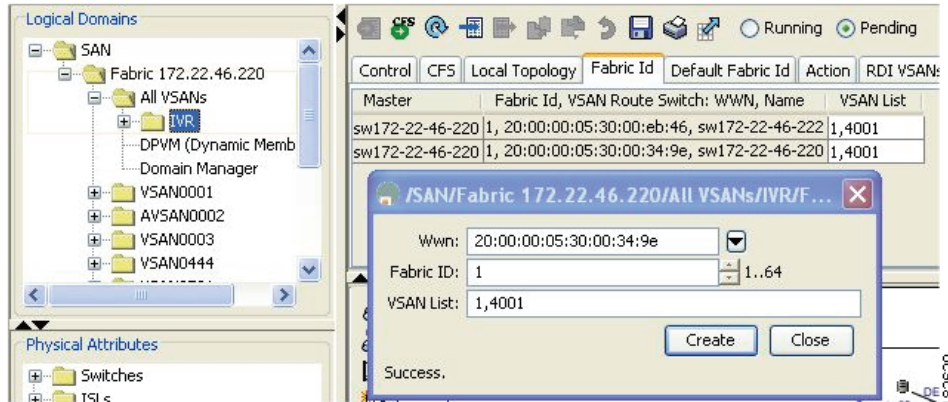 Logical Domains
SAN
Fabric 172.22.46.220
All VSANs
IVR
DPVM (Dynamic Memb
Domain Manager
VSAN0001
AVSAN0002
VSAN0003
VSAN0444
Physical Attributes
Switches
ISLs
CFS
Running Pending
Control CFS Local Topology Fabric Id Default Fabric Id Action RDI VSANs
Master Fabric Id, VSAN Route Switch: WWN, Name VSAN List
sw172-22-46-220 1, 20:00:00:05:30:00:eb:46, sw172-22-46-222 1,4001
sw172-22-46-220 1, 20:00:00:05:30:00:34:9e, sw172-22-46-220 1,4001
/SAN/Fabric 172.22.46.220/All VSANs/IVR/F...
Wwn: 20:00:00:05:30:00:34:9e
Fabric ID: 1 1..64
VSAN List: 1,4001
Create Close
Success.
DE